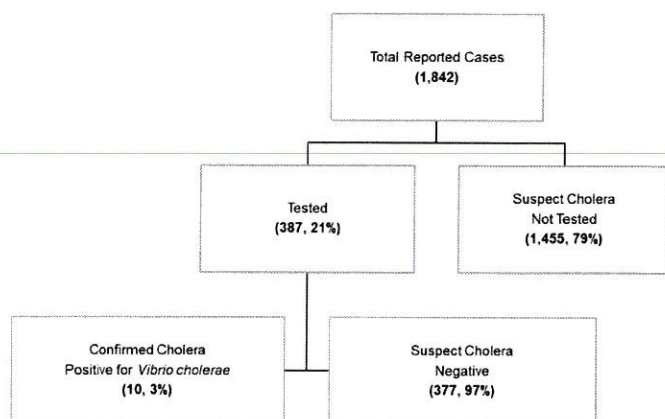 Total Reported Cases
(1,842)
Tested
(387, 21%)
Suspect Cholera
Not Tested
(1,455, 79%)
Confirmed Cholera
Positive for Vibrio cholerae
(10, 3%)
Suspect Cholera
Negative
(377, 97%)